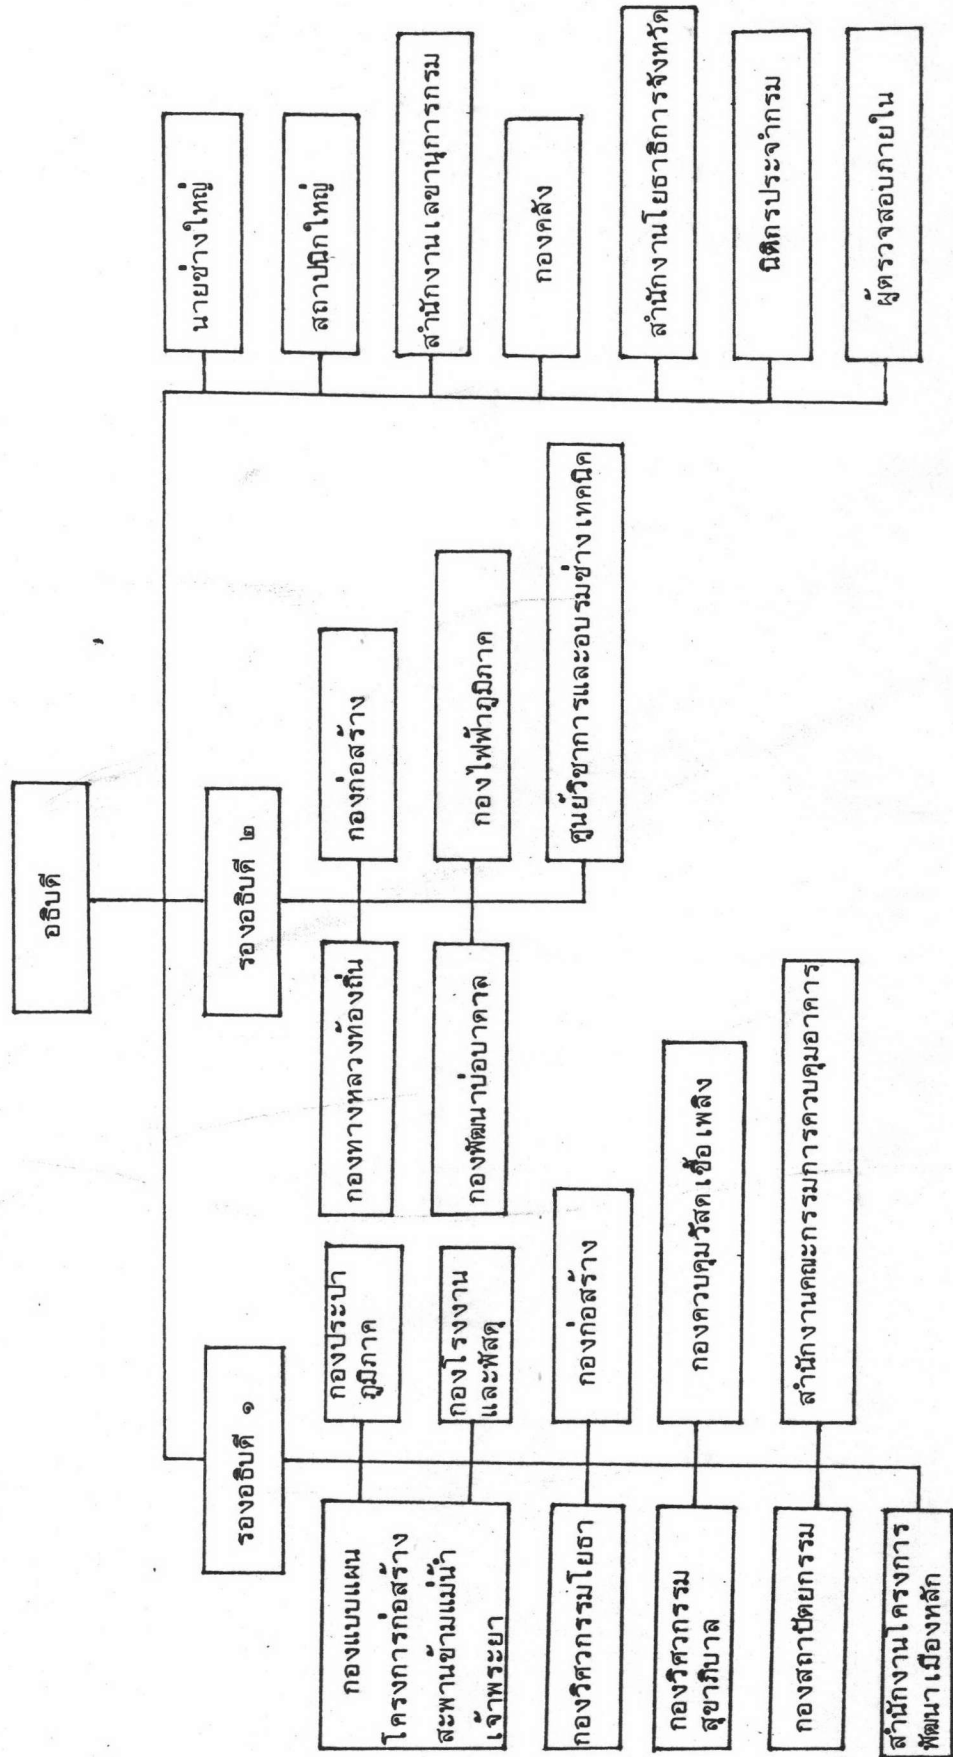 อธิบดี
รองอธิบดี ๑
รองอธิบดี ๒
กองแบบแผน
โครงการก่อสร้าง
สะพานข้ามแม่น้ำ
เจ้าพระยา
กองประปา
ภูมิภาค
กองโรงงาน
และพัสดุ
กองวิศวกรรมโยธา
กองก่อสร้าง
กองวิศวกรรม
สุขาภิบาล
กองควบคุมวัสดุเชื้อเพลิง
กองสถาปัตยกรรม
สำนักงานคณะกรรมการควบคุมอาคาร
สำนักงานโครงการ
พัฒนาเมืองหลัก
กองทางหลวงท้องถิ่น
กองก่อสร้าง
กองพัฒนาบ่อบาดาล
กองไฟฟ้าภูมิภาค
ศูนย์วิชาการและอบรมช่างเทคนิค
นายช่างใหญ่
สถาปนิกใหญ่
สำนักงานเลขานุการกรม
กองคลัง
สำนักงานโยธาธิการจังหวัด
นิติกรประจำกรม
ผู้ตรวจสอบภายใน